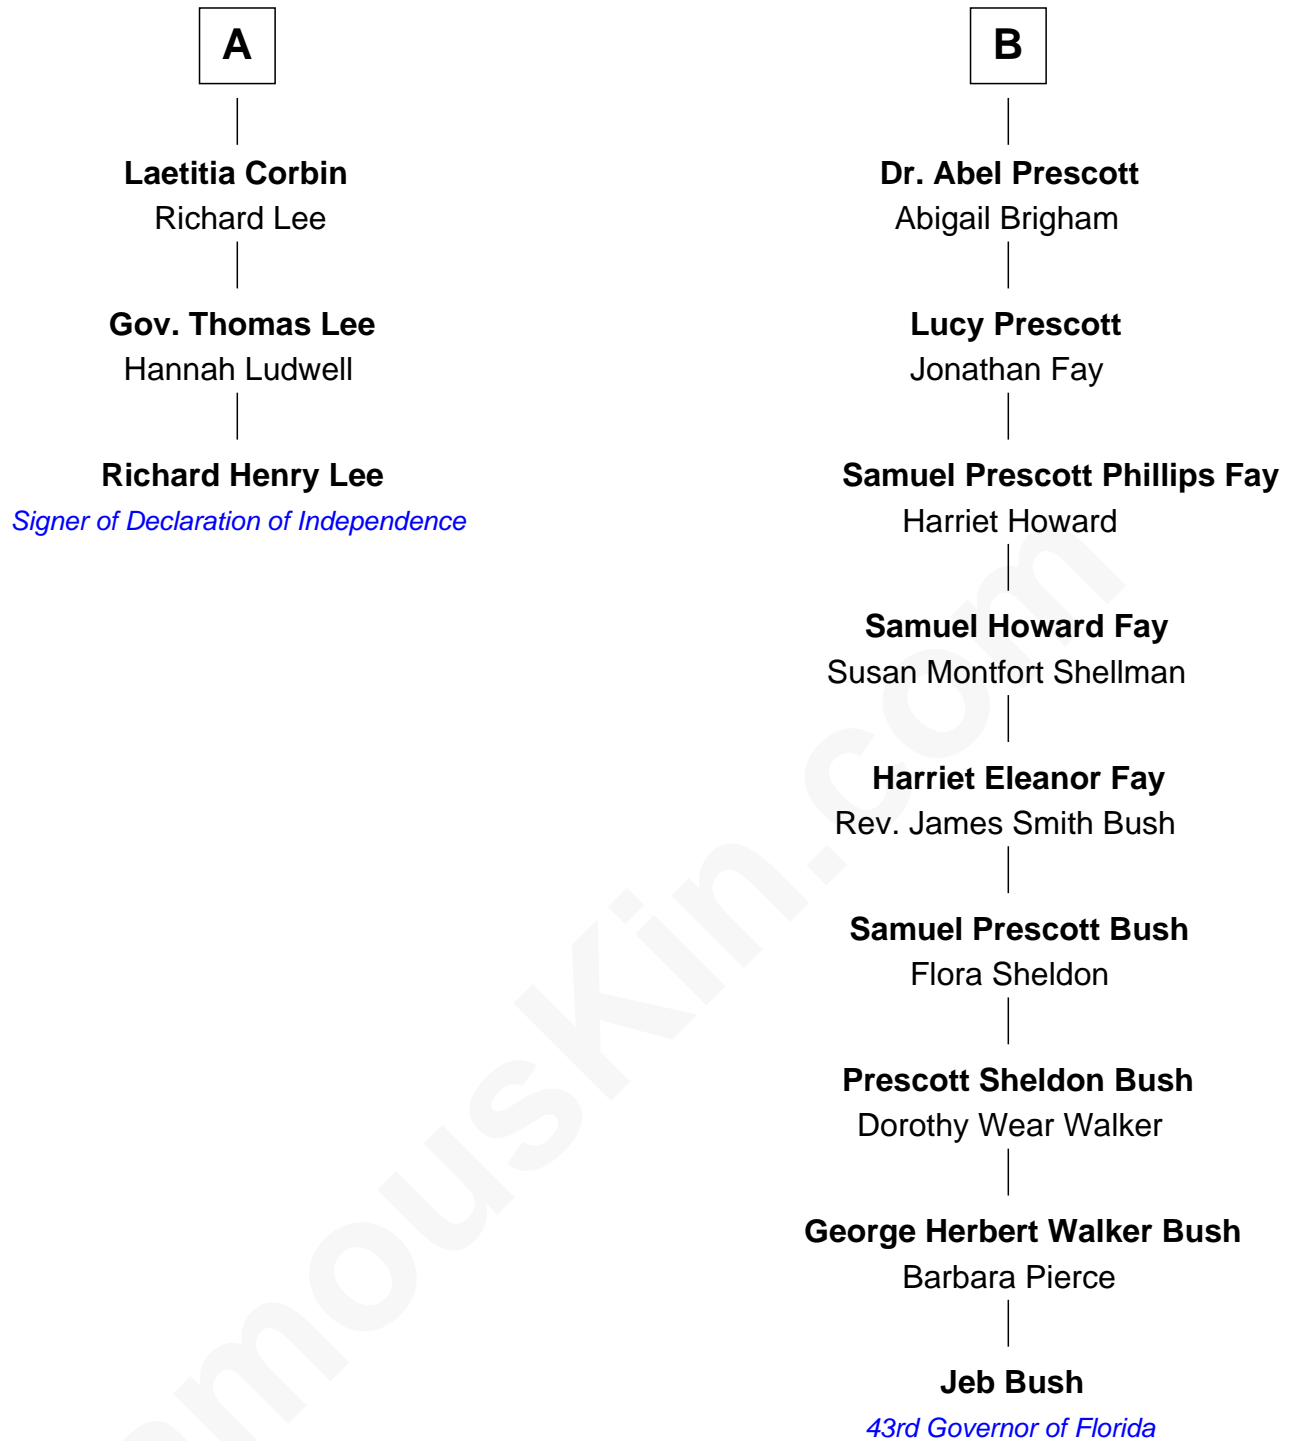 A
Laetitia Corbin
Richard Lee
Gov. Thomas Lee
Hannah Ludwell
Richard Henry Lee
Signer of Declaration of Independence
B
Dr. Abel Prescott
Abigail Brigham
Lucy Prescott
Jonathan Fay
Samuel Prescott Phillips Fay
Harriet Howard
Samuel Howard Fay
Susan Montfort Shellman
Harriet Eleanor Fay
Rev. James Smith Bush
Samuel Prescott Bush
Flora Sheldon
Prescott Sheldon Bush
Dorothy Wear Walker
George Herbert Walker Bush
Barbara Pierce
Jeb Bush
43rd Governor of Florida
amouskin.com